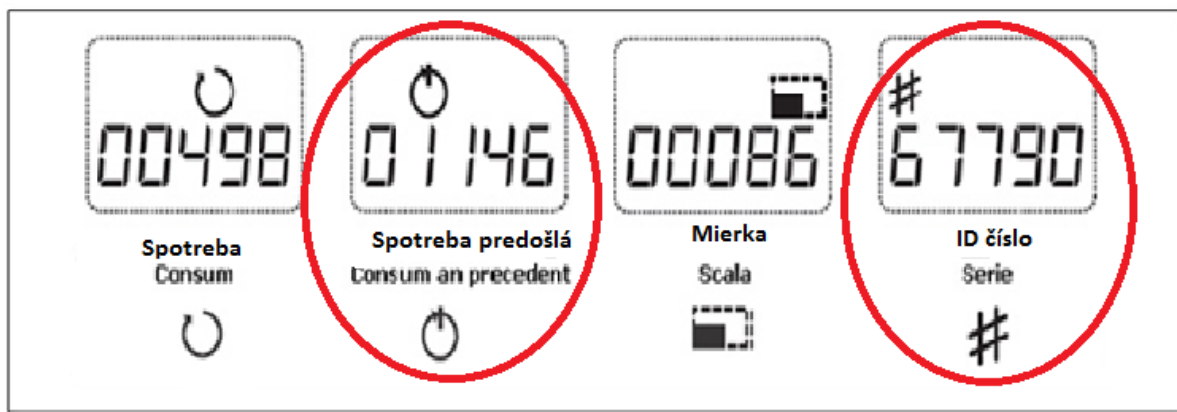 00498 01146 00086 # 67790
Spotreba Spotreba predošlá Mierka ID číslo
Consum Consum an precedent Scala Serie
#